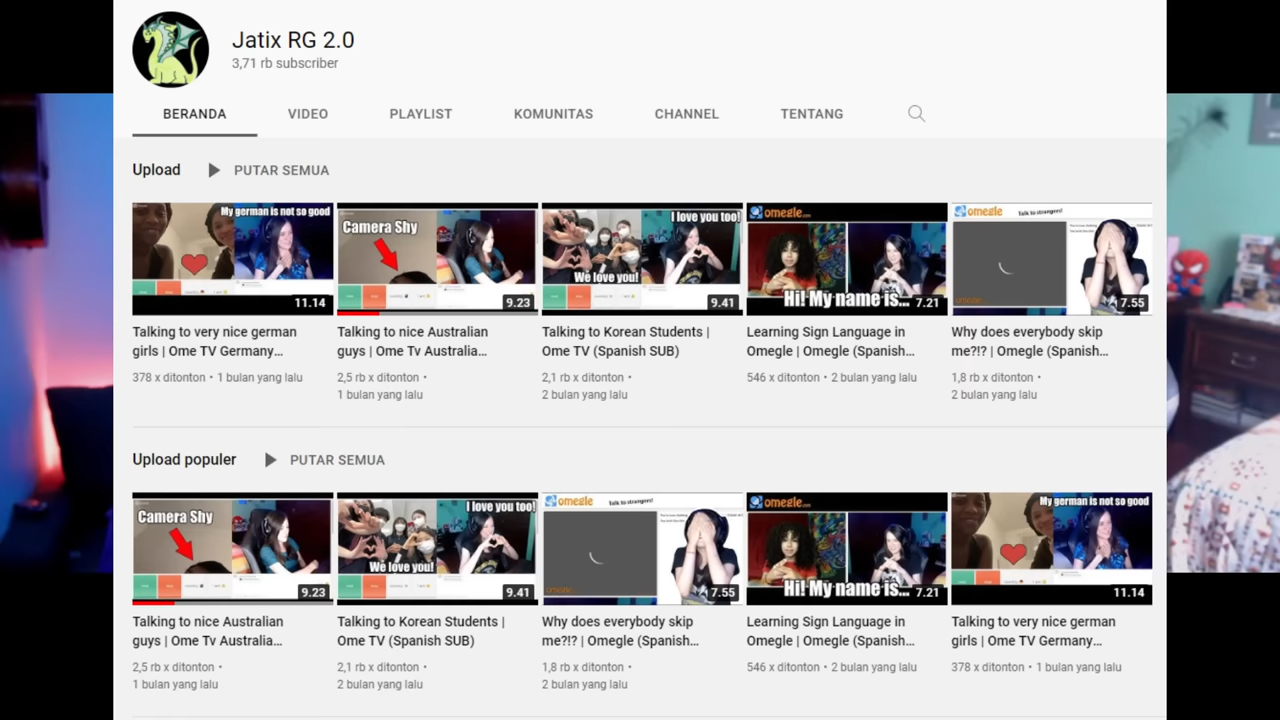 Jatix RG 2.0
3,71 rb subscriber
BERANDA VIDEO PLAYLIST KOMUNITAS CHANNEL TENTANG
Upload PUTAR SEMUA
My german is not so good
11.14
Camera Shy
9.23
I love you too!
We love you!
9.41
omegle.com
Hi! My name is...
7.21
omegle Talk to strangers!
omegle
7.55
Talking to very nice german
girls | Ome TV Germany...
378 x ditonton • 1 bulan yang lalu
Talking to nice Australian
guys | Ome Tv Australia...
2,5 rb x ditonton •
1 bulan yang lalu
Talking to Korean Students |
Ome TV (Spanish SUB)
2,1 rb x ditonton •
2 bulan yang lalu
Learning Sign Language in
Omegle | Omegle (Spanish...
546 x ditonton • 2 bulan yang lalu
Why does everybody skip
me?!? | Omegle (Spanish...
1,8 rb x ditonton •
2 bulan yang lalu
Upload populer PUTAR SEMUA
Camera Shy
9.23
I love you too!
We love you!
9.41
omegle Talk to strangers!
omegle
7.55
omegle.com
Hi! My name is...
7.21
My german is not so good
11.14
Talking to nice Australian
guys | Ome Tv Australia...
2,5 rb x ditonton •
1 bulan yang lalu
Talking to Korean Students |
Ome TV (Spanish SUB)
2,1 rb x ditonton •
2 bulan yang lalu
Why does everybody skip
me?!? | Omegle (Spanish...
1,8 rb x ditonton •
2 bulan yang lalu
Learning Sign Language in
Omegle | Omegle (Spanish...
546 x ditonton • 2 bulan yang lalu
Talking to very nice german
girls | Ome TV Germany...
378 x ditonton • 1 bulan yang lalu